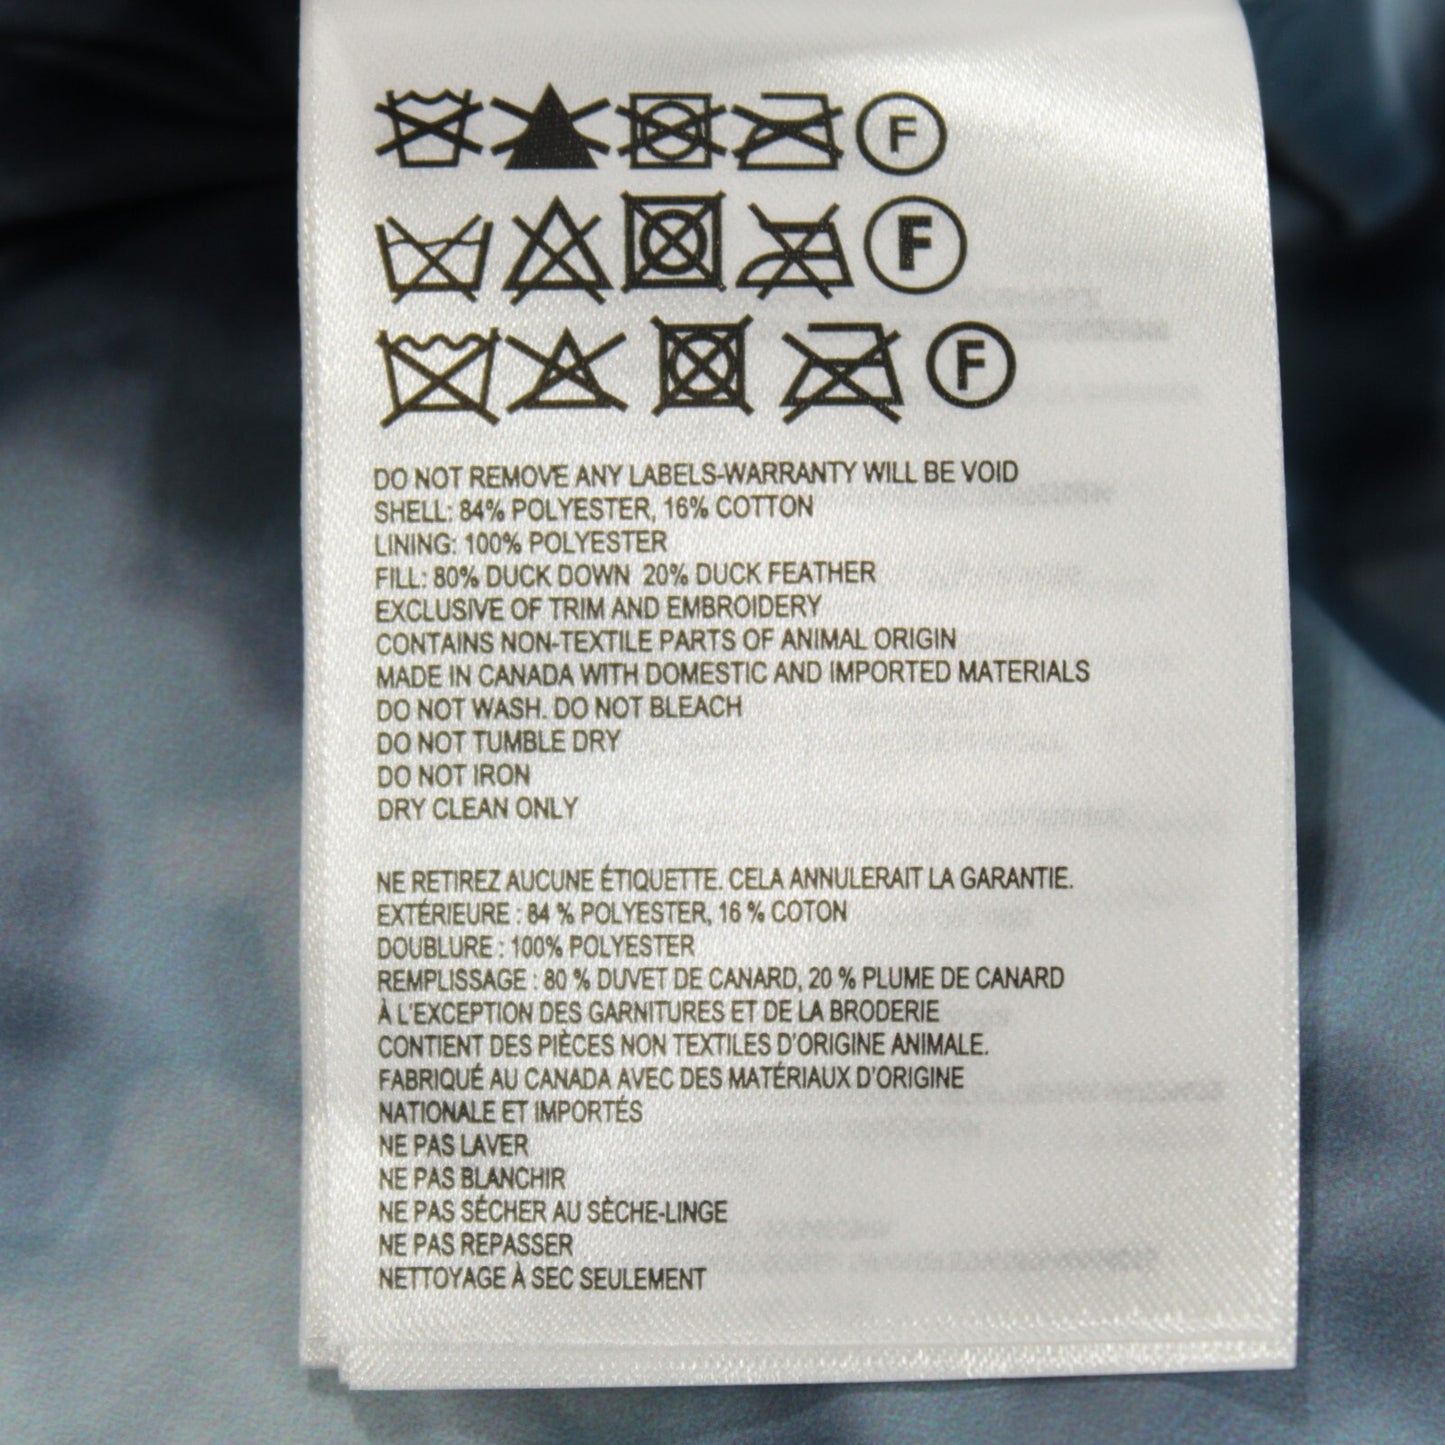 F
F
F
DO NOT REMOVE ANY LABELS-WARRANTY WILL BE VOID
SHELL: 84% POLYESTER, 16% COTTON
LINING: 100% POLYESTER
FILL: 80% DUCK DOWN 20% DUCK FEATHER
EXCLUSIVE OF TRIM AND EMBROIDERY
CONTAINS NON-TEXTILE PARTS OF ANIMAL ORIGIN
MADE IN CANADA WITH DOMESTIC AND IMPORTED MATERIALS
DO NOT WASH. DO NOT BLEACH
DO NOT TUMBLE DRY
DO NOT IRON
DRY CLEAN ONLY
NE RETIREZ AUCUNE ÉTIQUETTE. CELA ANNULERAIT LA GARANTIE.
EXTÉRIEURE : 84 % POLYESTER, 16 % COTON
DOUBLURE : 100% POLYESTER
REMPLISSAGE : 80 % DUVET DE CANARD, 20 % PLUME DE CANARD
À L'EXCEPTION DES GARNITURES ET DE LA BRODERIE
CONTIENT DES PIÈCES NON TEXTILES D'ORIGINE ANIMALE.
FABRIQUÉ AU CANADA AVEC DES MATÉRIAUX D'ORIGINE
NATIONALE ET IMPORTÉS
NE PAS LAVER
NE PAS BLANCHIR
NE PAS SÉCHER AU SÈCHE-LINGE
NE PAS REPASSER
NETTOYAGE À SEC SEULEMENT